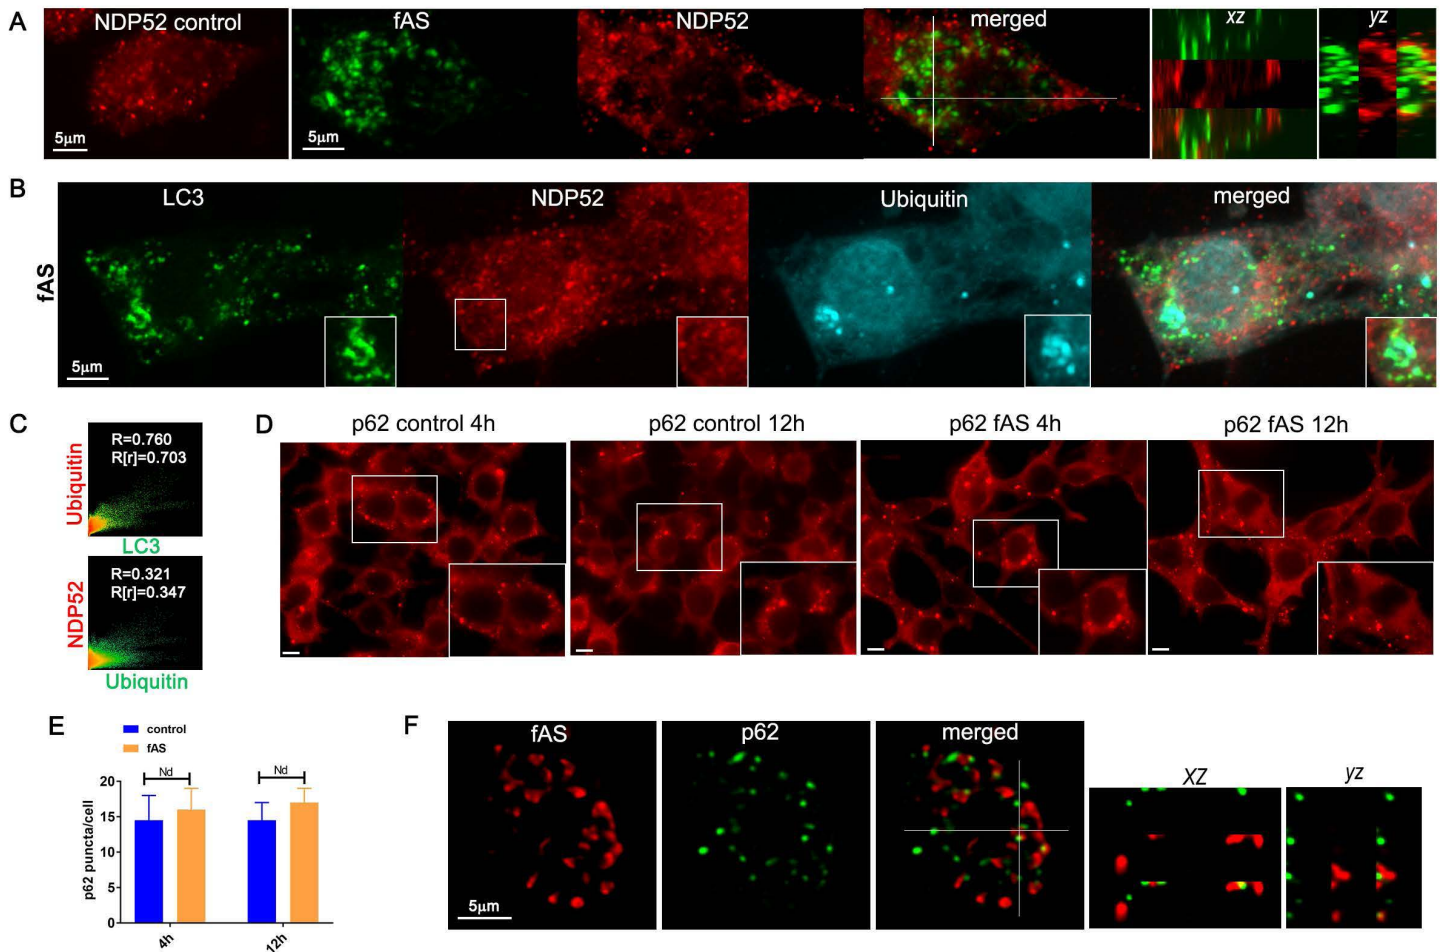 A
NDP52 control
fAS
NDP52
merged
xz
yz
5µm
5µm
B
LC3
NDP52
Ubiquitin
merged
fAS
5µm
C
R=0.760
R[r]=0.703
Ubiquitin
LC3
R=0.321
R[r]=0.347
NDP52
Ubiquitin
D
p62 control 4h
p62 control 12h
p62 fAS 4h
p62 fAS 12h
E
control
fAS
Nd
Nd
p62 puncta/cell
20
15
10
5
0
4h
12h
F
fAS
p62
merged
XZ
yz
5µm